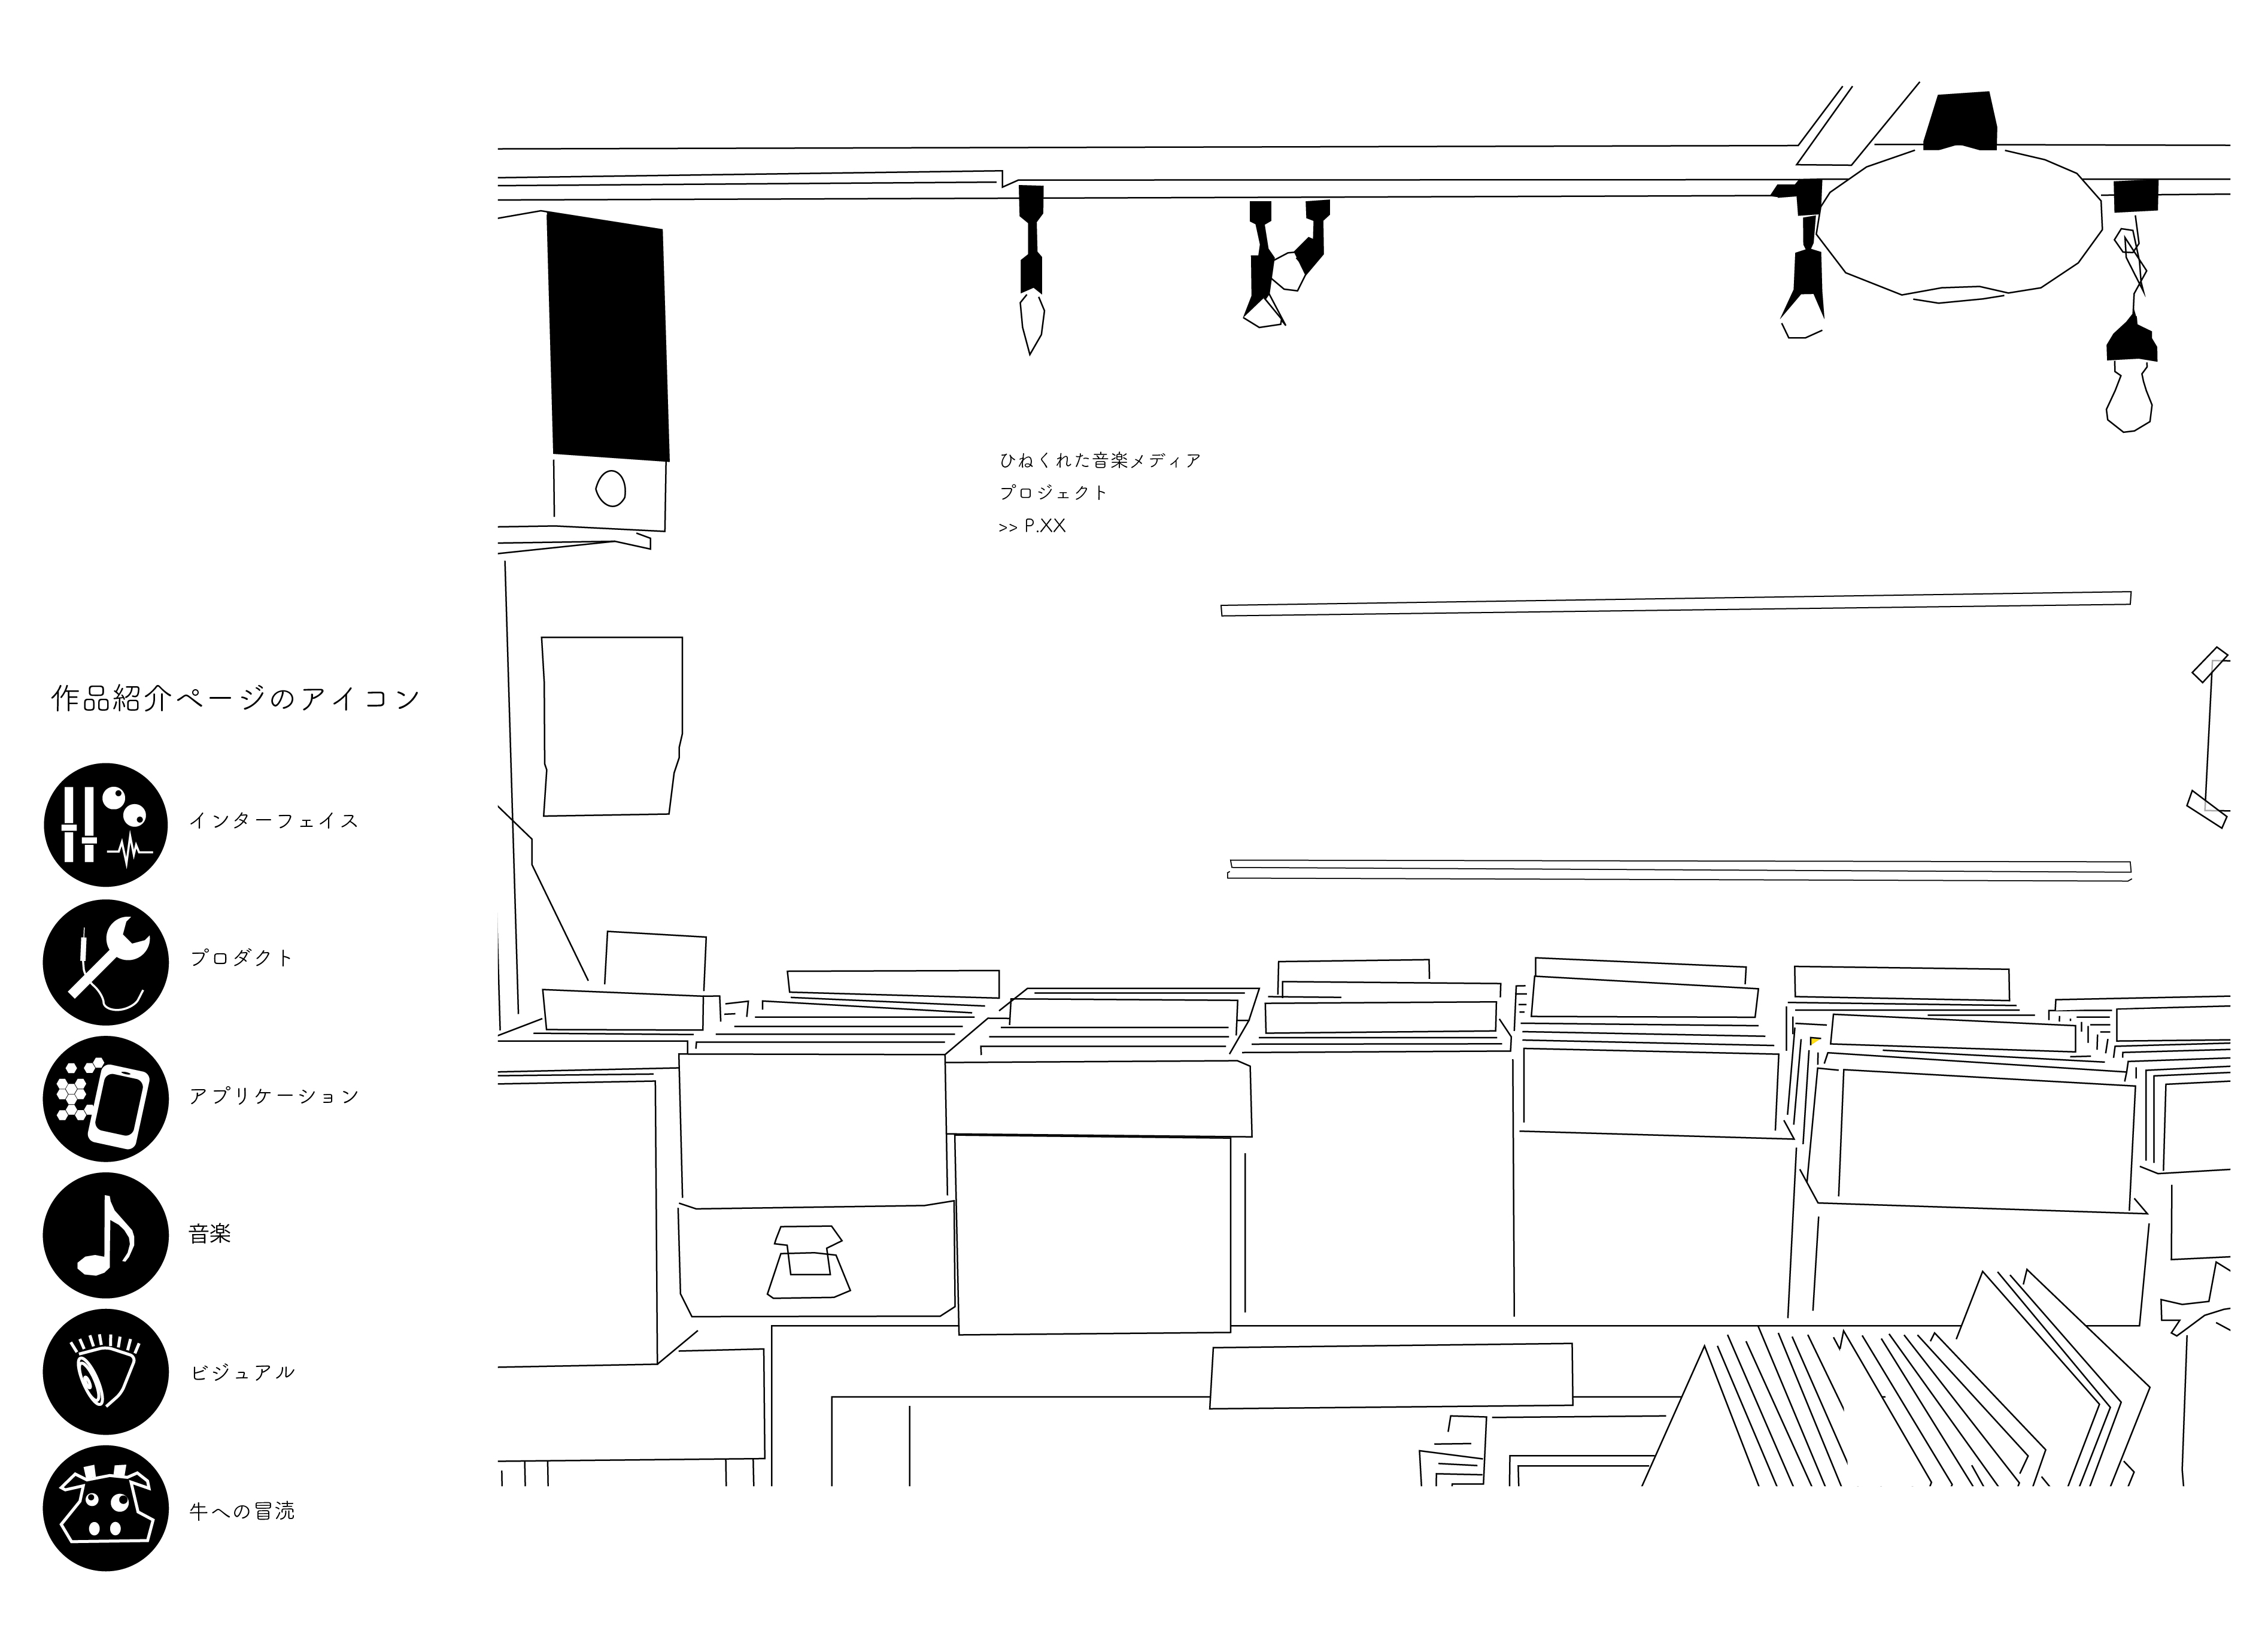 ひねくれた音楽メディア
プロジェクト
>> P.XX
作品紹介ページのアイコン
インターフェイス
プロダクト
アプリケーション
音楽
ビジュアル
牛への冒涜